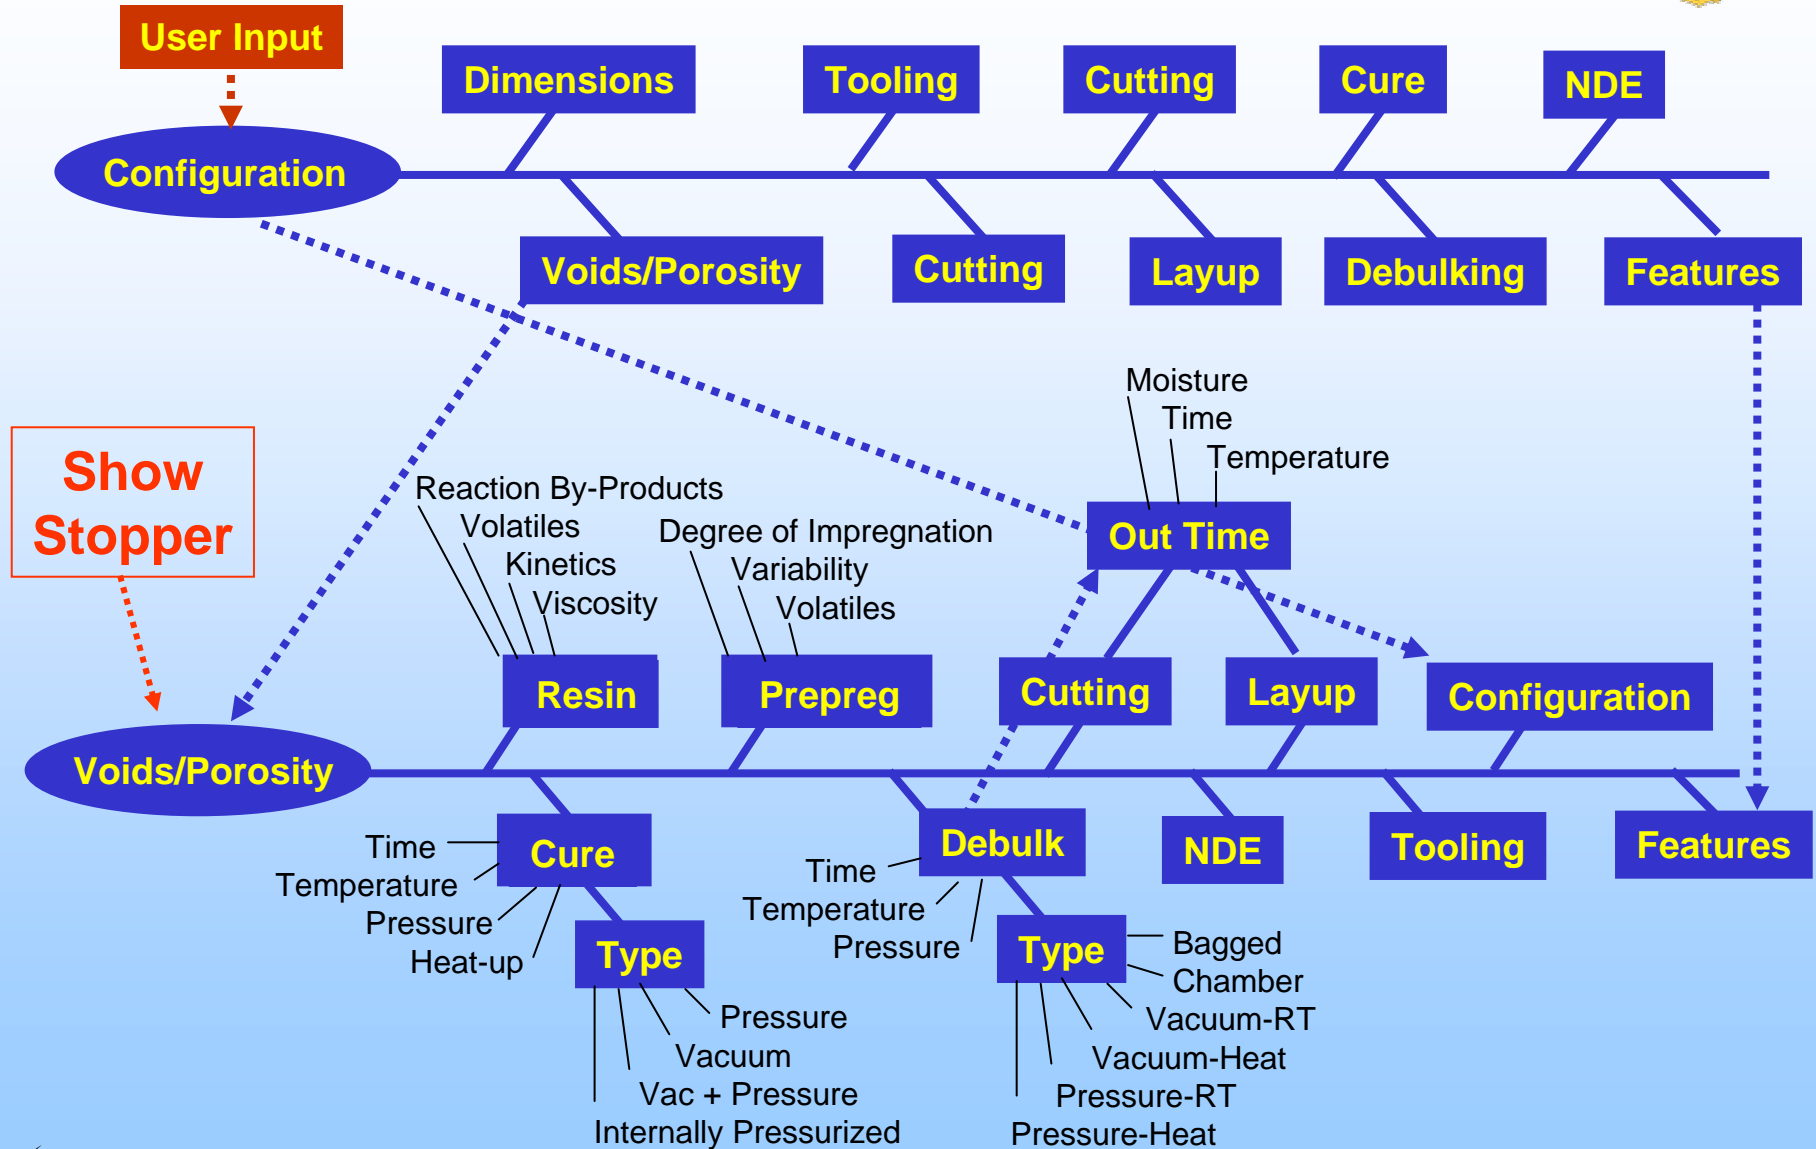 User Input
Dimensions
Tooling
Cutting
Cure
NDE
Configuration
Voids/Porosity
Cutting
Layup
Debulking
Features
Show
Stopper
Moisture
Time
Temperature
Out Time
Reaction By-Products
Volatiles
Kinetics
Viscosity
Degree of Impregnation
Variability
Volatiles
Resin
Prepreg
Cutting
Layup
Configuration
Voids/Porosity
Cure
Time
Temperature
Pressure
Heat-up
Type
Pressure
Vacuum
Vac + Pressure
Internally Pressurized
Debulk
Time
Temperature
Pressure
Type
Bagged
Chamber
Vacuum-RT
Vacuum-Heat
Pressure-RT
Pressure-Heat
NDE
Tooling
Features